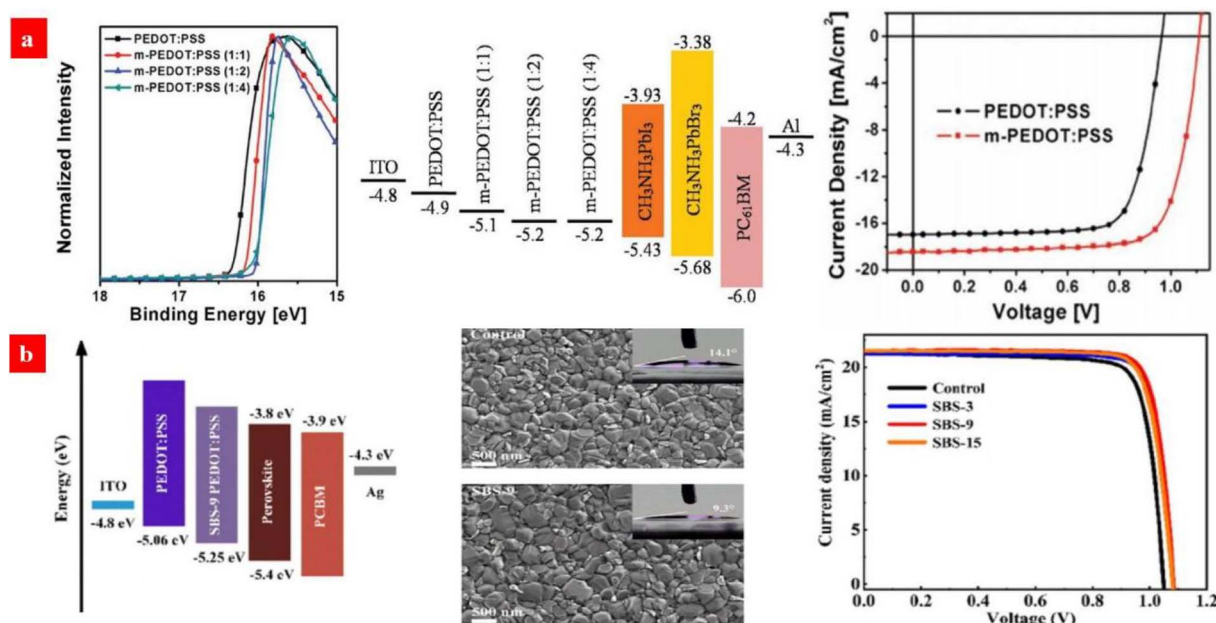 a
PEDOT:PSS
m-PEDOT:PSS (1:1)
m-PEDOT:PSS (1:2)
m-PEDOT:PSS (1:4)
Normalized Intensity
18
17
16
15
Binding Energy [eV]
ITO
-4.8
PEDOT:PSS
-4.9
m-PEDOT:PSS (1:1)
-5.1
m-PEDOT:PSS (1:2)
-5.2
m-PEDOT:PSS (1:4)
-5.2
-3.93
CH₃NH₃PbI₃
-5.43
-3.38
CH₃NH₃PbBr₃
-5.68
-4.2
PC₆₁BM
-6.0
Al
-4.3
Current Density [mA/cm²]
0
-4
-8
-12
-16
-20
PEDOT:PSS
m-PEDOT:PSS
0.0
0.2
0.4
0.6
0.8
1.0
Voltage [V]
b
Energy (eV)
ITO
-4.8 eV
PEDOT:PSS
-5.06 eV
SBS-9 PEDOT:PSS
-5.25 eV
-3.8 eV
Perovskite
-5.4 eV
-3.9 eV
PCBM
-4.3 eV
Ag
Control
14.1°
500 nm
SBS-9
9.3°
500 nm
Current density (mA/cm²)
20
15
10
5
0
Control
SBS-3
SBS-9
SBS-15
0.0
0.2
0.4
0.6
0.8
1.0
1.2
Voltage (V)